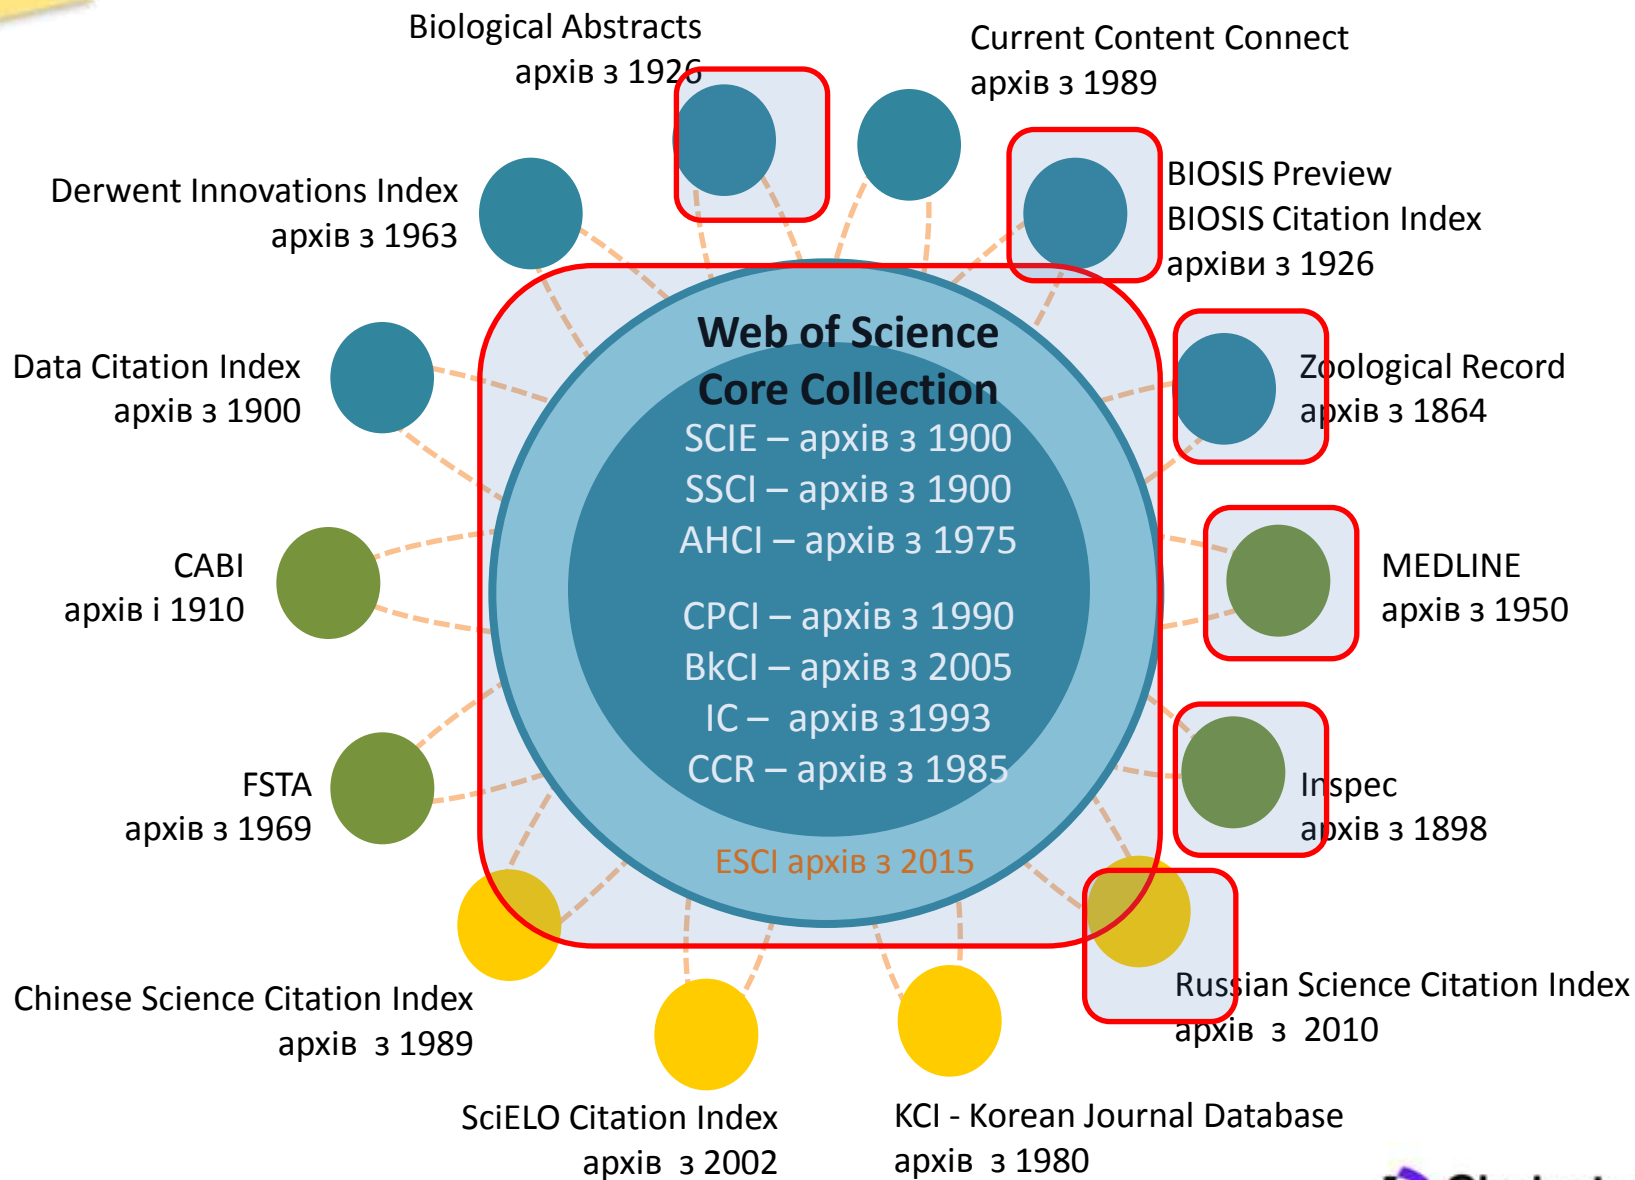 Biological Abstracts
архів з 1926
Current Content Connect
архів з 1989
Derwent Innovations Index
архів з 1963
BIOSIS Preview
BIOSIS Citation Index
архіви з 1926
Data Citation Index
архів з 1900
Zoological Record
архів з 1864
Web of Science
Core Collection
SCIE – архів з 1900
SSCI – архів з 1900
AHCI – архів з 1975
CPCI – архів з 1990
BkCI – архів з 2005
IC – архів з1993
CCR – архів з 1985
ESCI архів з 2015
CABI
архів і 1910
MEDLINE
архів з 1950
FSTA
архів з 1969
Inspec
архів з 1898
Chinese Science Citation Index
архів з 1989
Russian Science Citation Index
архів з 2010
SciELO Citation Index
архів з 2002
KCI - Korean Journal Database
архів з 1980